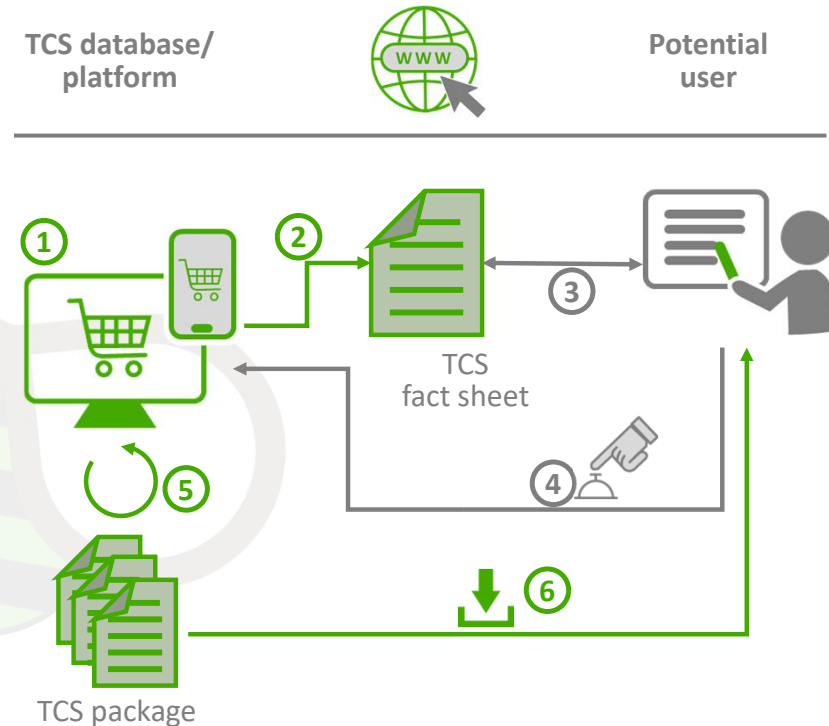 TCS database/
platform
www
Potential
user
1
2
3
TCS
fact sheet
4
5
6
TCS package